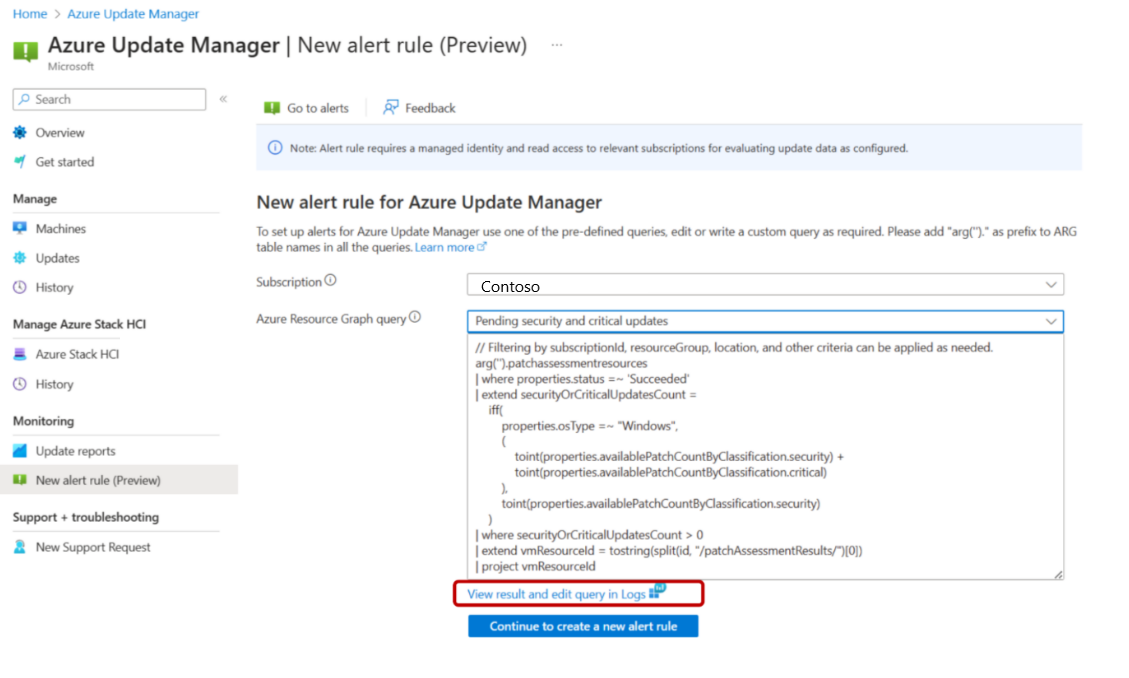 Home > Azure Update Manager
Azure Update Manager | New alert rule (Preview) ...
Microsoft
Search «
Overview
Get started
Manage
Machines
Updates
History
Manage Azure Stack HCI
Azure Stack HCI
History
Monitoring
Update reports
New alert rule (Preview)
Support + troubleshooting
New Support Request
Go to alerts
Feedback
Note: Alert rule requires a managed identity and read access to relevant subscriptions for evaluating update data as configured.
New alert rule for Azure Update Manager
To set up alerts for Azure Update Manager use one of the pre-defined queries, edit or write a custom query as required. Please add "arg('')." as prefix to ARG
table names in all the queries. Learn more
Subscription
Contoso
Azure Resource Graph query
Pending security and critical updates
// Filtering by subscriptionId, resourceGroup, location, and other criteria can be applied as needed.
arg('').patchassessmentresources
| where properties.status =~ 'Succeeded'
| extend securityOrCriticalUpdatesCount =
iff(
properties.osType =~ "Windows",
(
toint(properties.availablePatchCountByClassification.security) +
toint(properties.availablePatchCountByClassification.critical)
),
toint(properties.availablePatchCountByClassification.security)
)
| where securityOrCriticalUpdatesCount > 0
| extend vmResourceId = tostring(split(id, "/patchAssessmentResults/")[0])
| project vmResourceId
View result and edit query in Logs
Continue to create a new alert rule